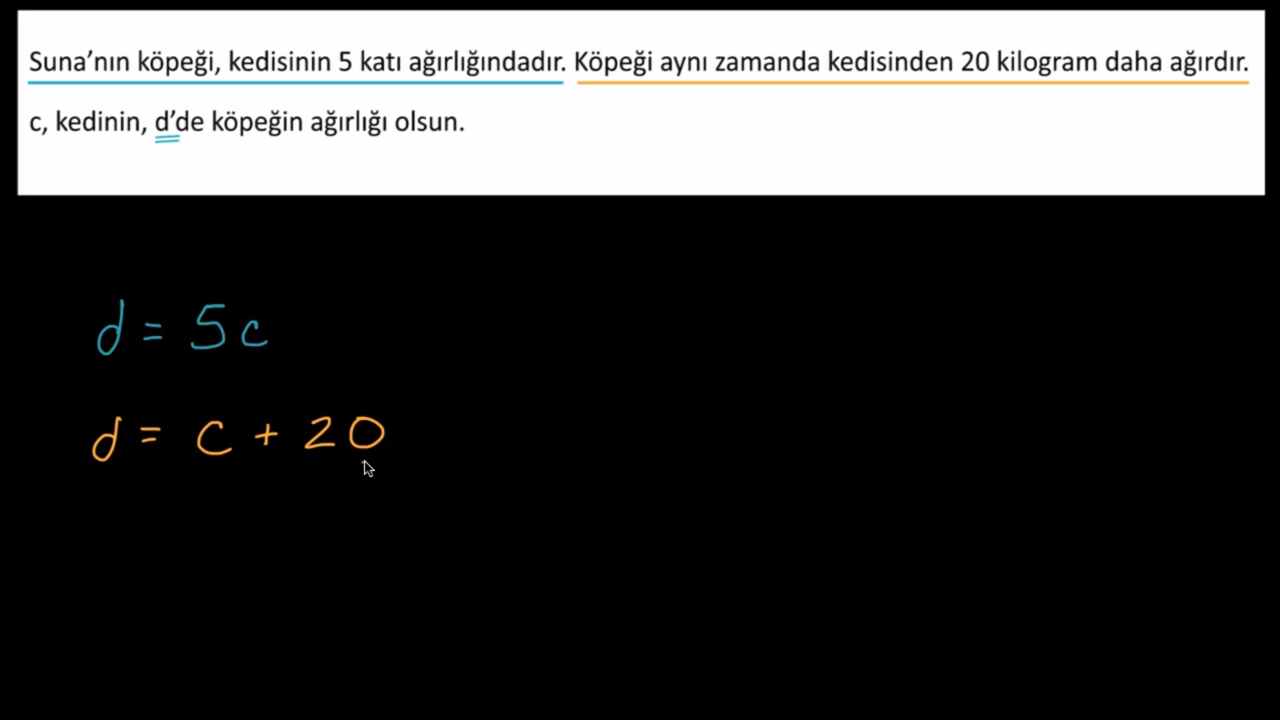 Suna’nın köpeği, kedisinin 5 katı ağırlığındadır. Köpeği aynı zamanda kedisinden 20 kilogram daha ağırdır.
c, kedinin, d’de köpeğin ağırlığı olsun.
d = 5c
d = c + 20